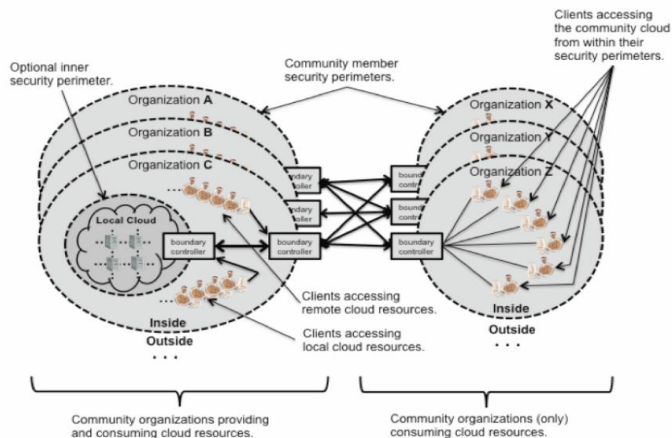 Clients accessing
the community cloud
from within their
security perimeters.
Optional inner
security perimeter.
Community member
security perimeters.
Organization A
Organization B
Organization C
Organization X
Organization Y
Organization Z
Local Cloud
boundary
controller
boundary
controller
boundary
controller
Clients accessing
remote cloud resources.
Clients accessing
local cloud resources.
Inside
Outside
. . .
Inside
Outside
. . .
Community organizations providing
and consuming cloud resources.
Community organizations (only)
consuming cloud resources.